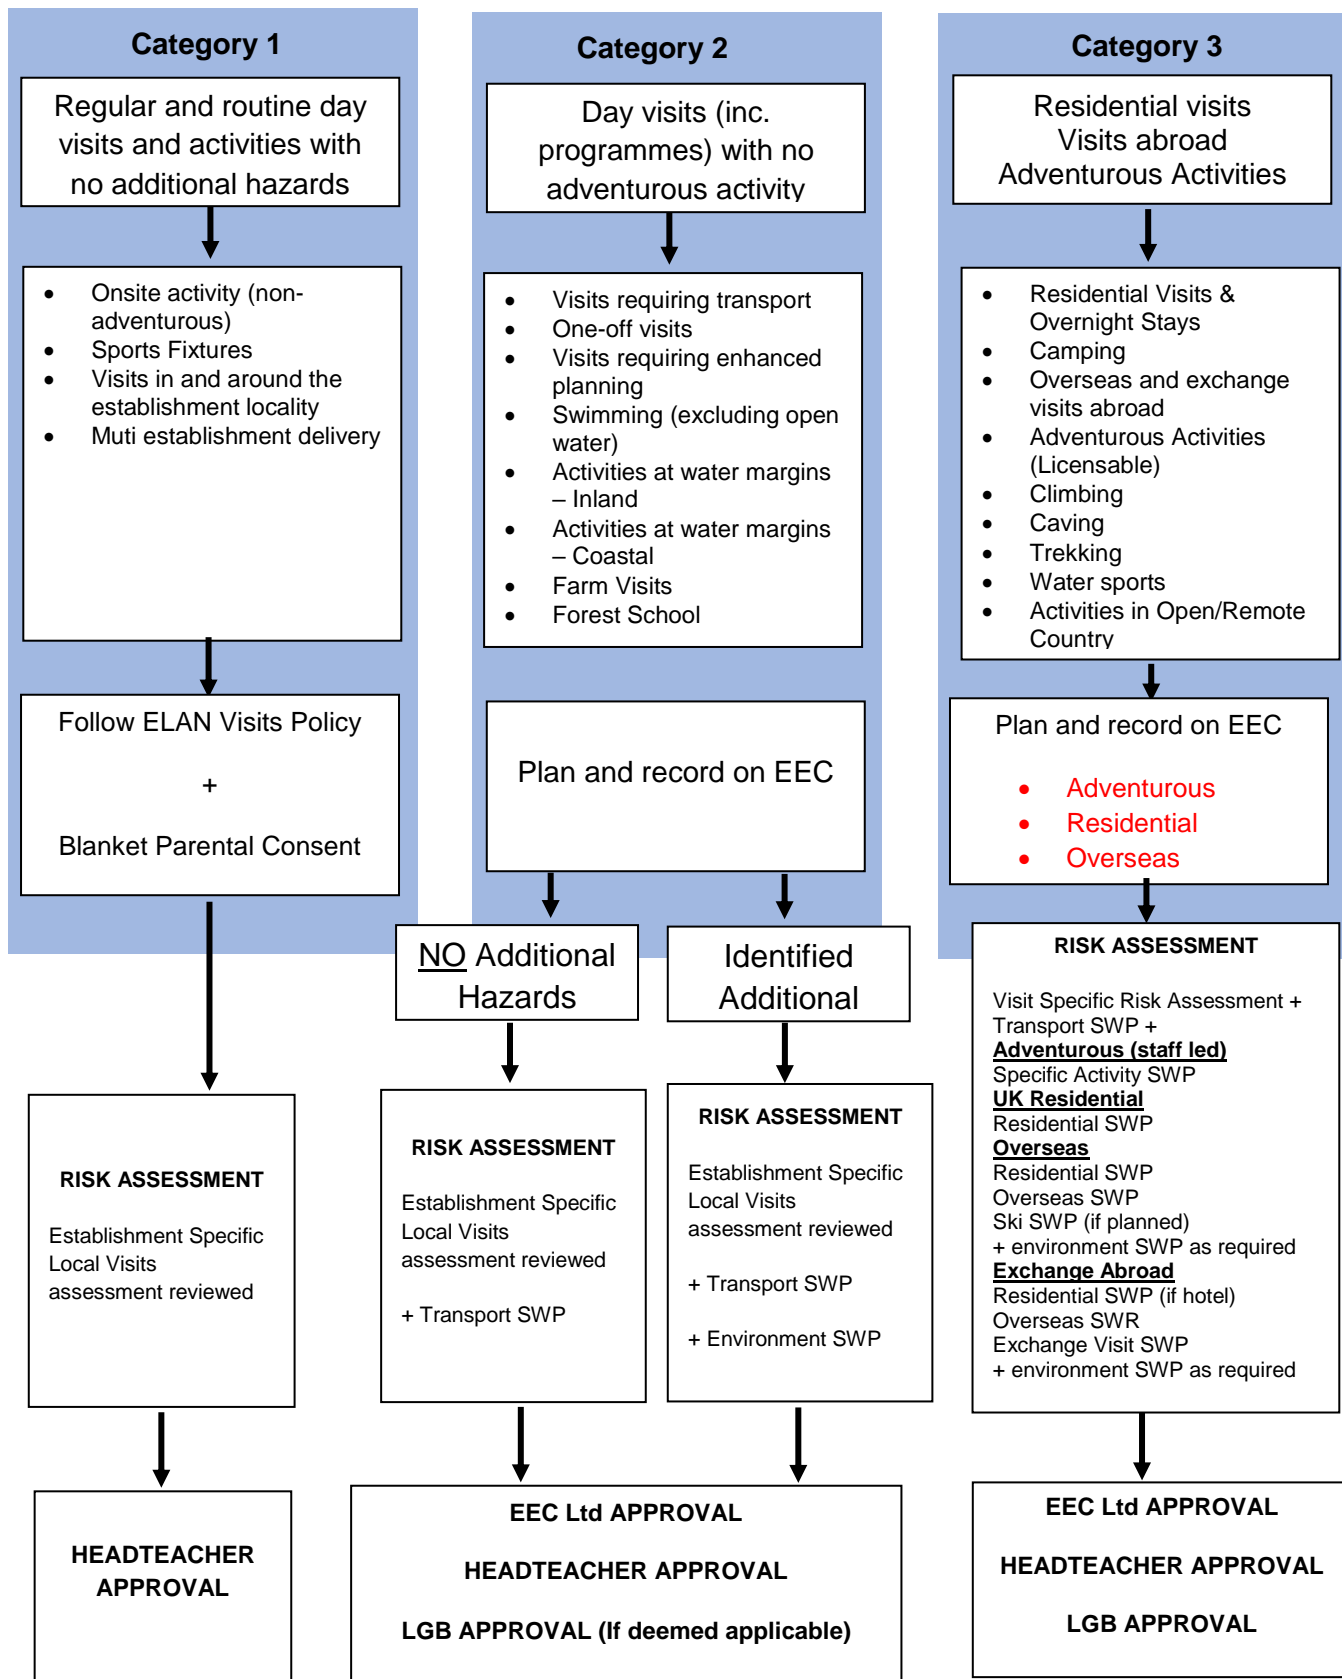 Category 1
Regular and routine day
visits and activities with
no additional hazards
• Onsite activity (non-
adventurous)
• Sports Fixtures
• Visits in and around the
establishment locality
• Muti establishment delivery
Follow ELAN Visits Policy
+
Blanket Parental Consent
RISK ASSESSMENT
Establishment Specific
Local Visits
assessment reviewed
HEADTEACHER
APPROVAL
Category 2
Day visits (inc.
programmes) with no
adventurous activity
• Visits requiring transport
• One-off visits
• Visits requiring enhanced
planning
• Swimming (excluding open
water)
• Activities at water margins
– Inland
• Activities at water margins
– Coastal
• Farm Visits
• Forest School
Plan and record on EEC
NO Additional
Hazards
RISK ASSESSMENT
Establishment Specific
Local Visits
assessment reviewed
+ Transport SWP
Identified
Additional
RISK ASSESSMENT
Establishment Specific
Local Visits
assessment reviewed
+ Transport SWP
+ Environment SWP
EEC Ltd APPROVAL
HEADTEACHER APPROVAL
LGB APPROVAL (If deemed applicable)
Category 3
Residential visits
Visits abroad
Adventurous Activities
• Residential Visits &
Overnight Stays
• Camping
• Overseas and exchange
visits abroad
• Adventurous Activities
(Licensable)
• Climbing
• Caving
• Trekking
• Water sports
• Activities in Open/Remote
Country
Plan and record on EEC
• Adventurous
• Residential
• Overseas
RISK ASSESSMENT
Visit Specific Risk Assessment +
Transport SWP +
Adventurous (staff led)
Specific Activity SWP
UK Residential
Residential SWP
Overseas
Residential SWP
Overseas SWP
Ski SWP (if planned)
+ environment SWP as required
Exchange Abroad
Residential SWP (if hotel)
Overseas SWR
Exchange Visit SWP
+ environment SWP as required
EEC Ltd APPROVAL
HEADTEACHER APPROVAL
LGB APPROVAL